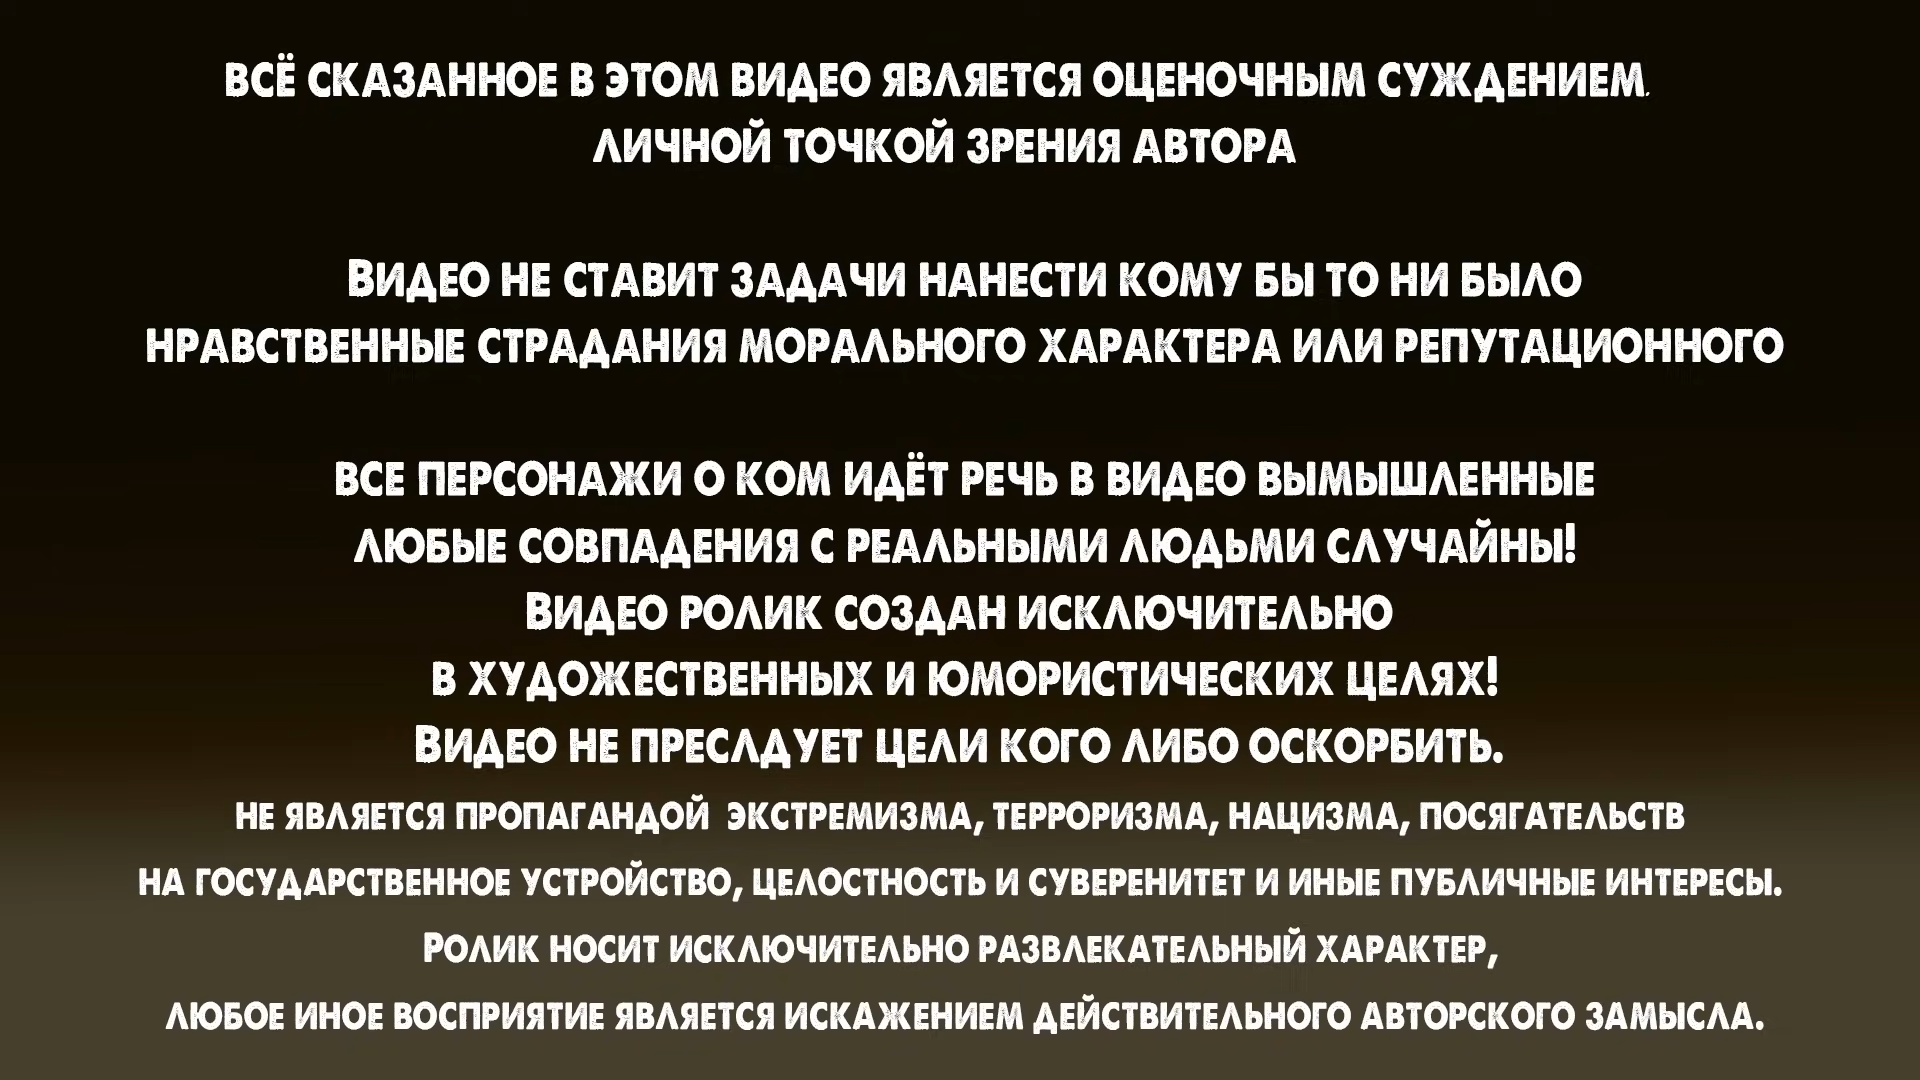 ВСЁ СКАЗАННОЕ В ЭТОМ ВИДЕО ЯВЛЯЕТСЯ ОЦЕНОЧНЫМ СУЖДЕНИЕМ,
ЛИЧНОЙ ТОЧКОЙ ЗРЕНИЯ АВТОРА
ВИДЕО НЕ СТАВИТ ЗАДАЧИ НАНЕСТИ КОМУ БЫ ТО НИ БЫЛО
НРАВСТВЕННЫЕ СТРАДАНИЯ МОРАЛЬНОГО ХАРАКТЕРА ИЛИ РЕПУТАЦИОННОГО
ВСЕ ПЕРСОНАЖИ О КОМ ИДЁТ РЕЧЬ В ВИДЕО ВЫМЫШЛЕННЫЕ
ЛЮБЫЕ СОВПАДЕНИЯ С РЕАЛЬНЫМИ ЛЮДЬМИ СЛУЧАЙНЫ!
ВИДЕО РОЛИК СОЗДАН ИСКЛЮЧИТЕЛЬНО
В ХУДОЖЕСТВЕННЫХ И ЮМОРИСТИЧЕСКИХ ЦЕЛЯХ!
ВИДЕО НЕ ПРЕСЛДУЕТ ЦЕЛИ КОГО ЛИБО ОСКОРБИТЬ.
НЕ ЯВЛЯЕТСЯ ПРОПАГАНДОЙ ЭКСТРЕМИЗМА, ТЕРРОРИЗМА, НАЦИЗМА, ПОСЯГАТЕЛЬСТВ
НА ГОСУДАРСТВЕННОЕ УСТРОЙСТВО, ЦЕЛОСТНОСТЬ И СУВЕРЕНИТЕТ И ИНЫЕ ПУБЛИЧНЫЕ ИНТЕРЕСЫ.
РОЛИК НОСИТ ИСКЛЮЧИТЕЛЬНО РАЗВЛЕКАТЕЛЬНЫЙ ХАРАКТЕР,
ЛЮБОЕ ИНОЕ ВОСПРИЯТИЕ ЯВЛЯЕТСЯ ИСКАЖЕНИЕМ ДЕЙСТВИТЕЛЬНОГО АВТОРСКОГО ЗАМЫСЛА.